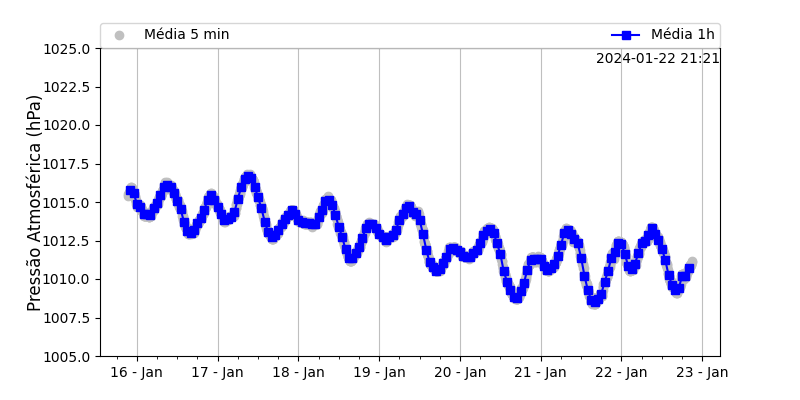 Média 5 min
Média 1h
2024-01-22 21:21
Pressão Atmosférica (hPa)
1025.0
1022.5
1020.0
1017.5
1015.0
1012.5
1010.0
1007.5
1005.0
16 - Jan
17 - Jan
18 - Jan
19 - Jan
20 - Jan
21 - Jan
22 - Jan
23 - Jan